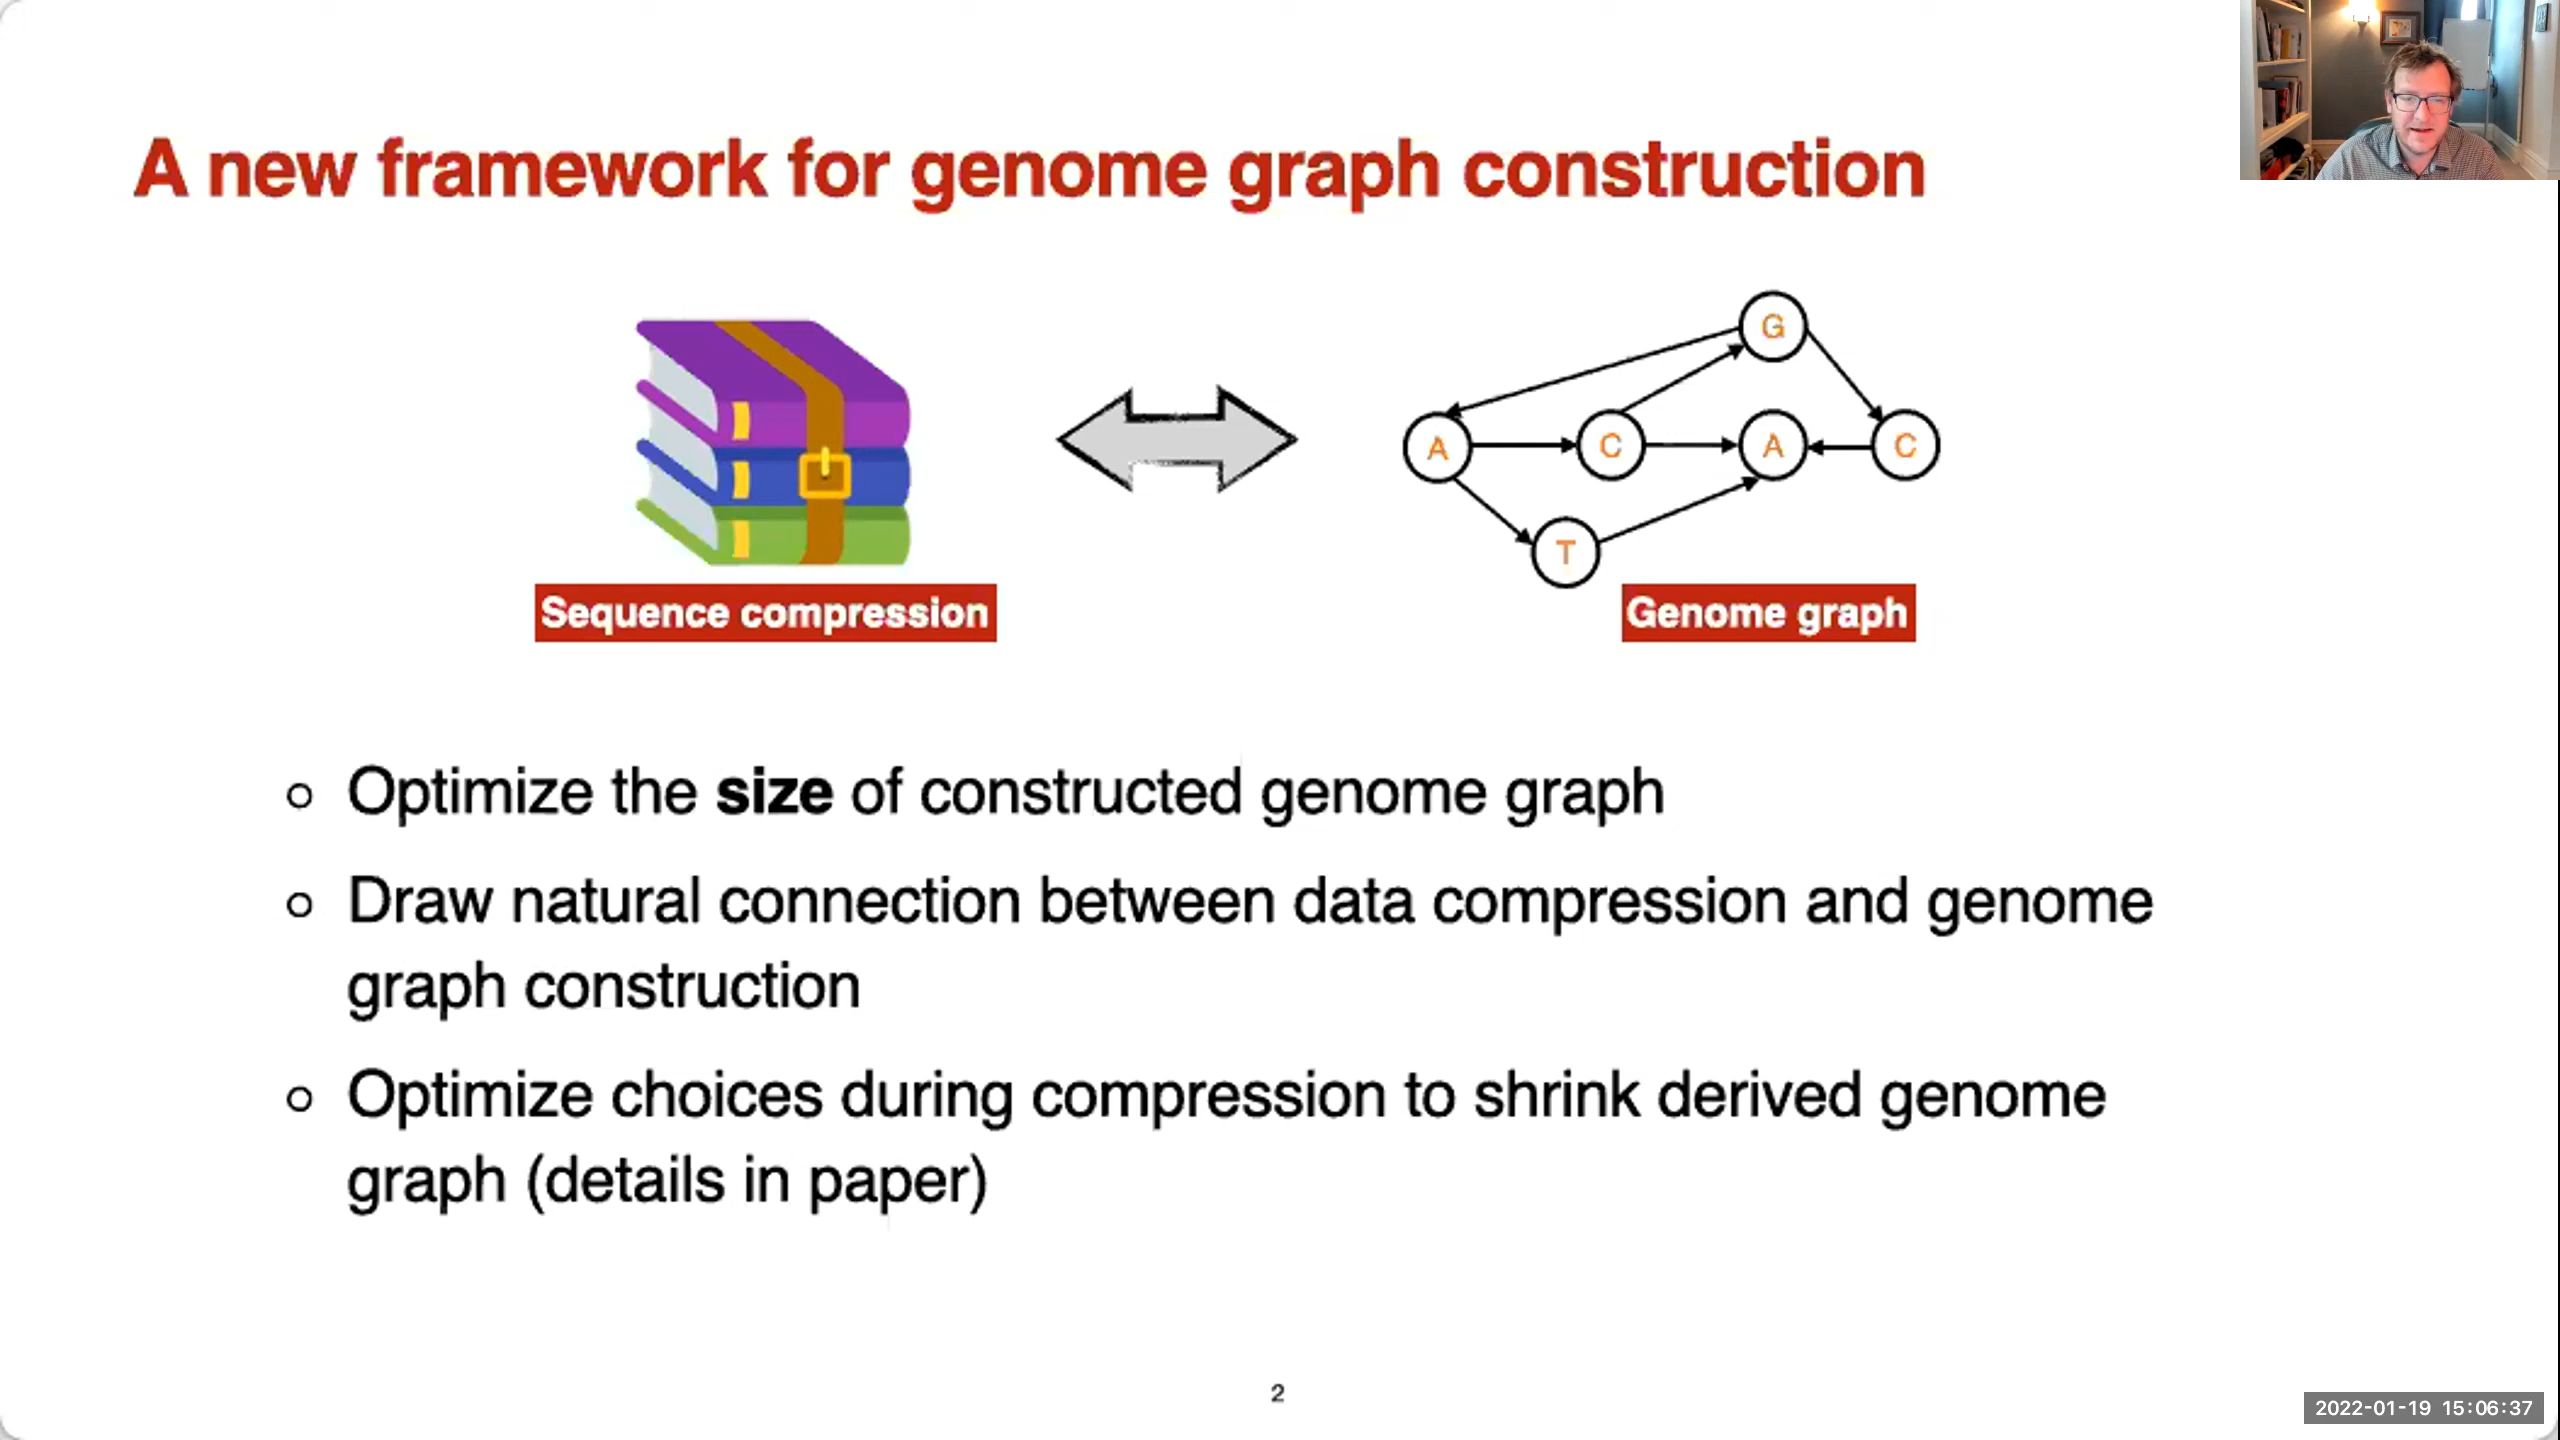 A new framework for genome graph construction
G
A
C
A
C
T
Sequence compression
Genome graph
Optimize the size of constructed genome graph
Draw natural connection between data compression and genome
graph construction
Optimize choices during compression to shrink derived genome
graph (details in paper)
2
2022-01-19 15:06:37